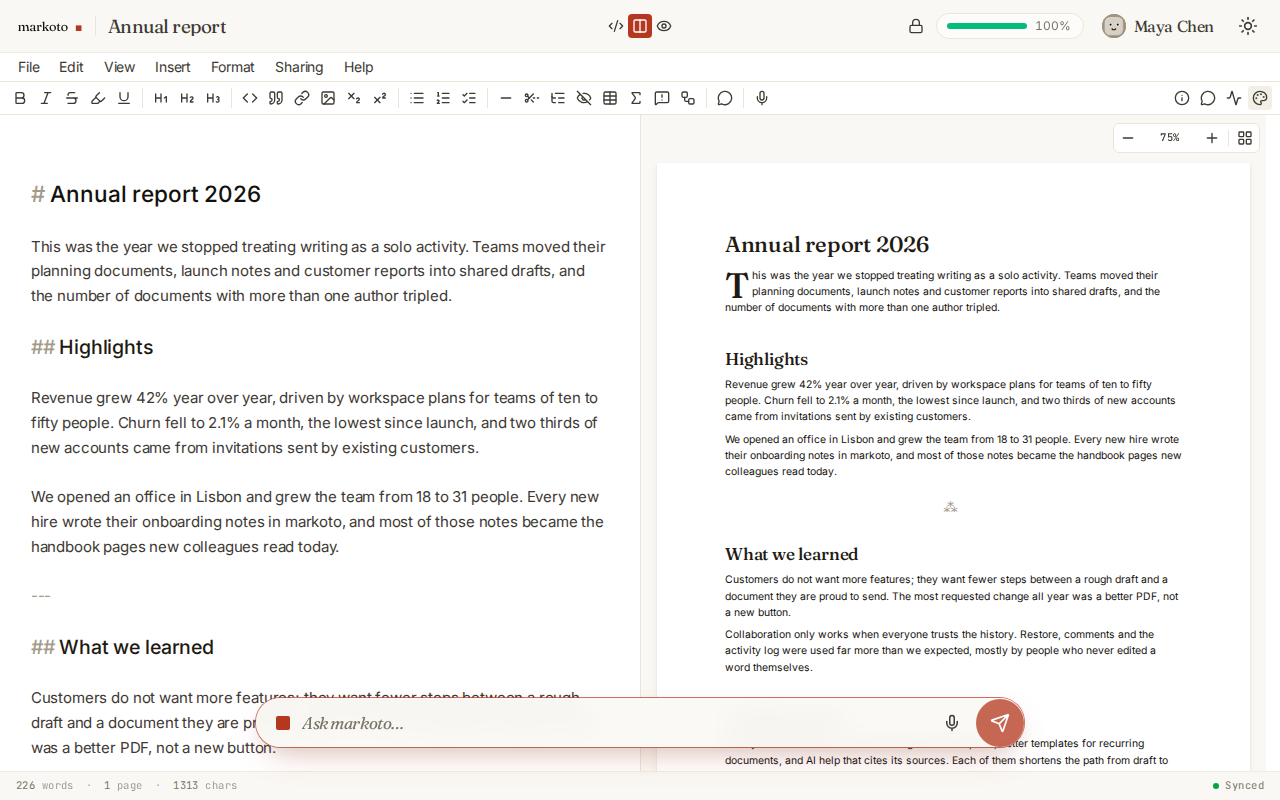 markoto
Annual report
100%
Maya Chen
File Edit View Insert Format Sharing Help
H1 H2 H3
75%
# Annual report 2026
This was the year we stopped treating writing as a solo activity. Teams moved their
planning documents, launch notes and customer reports into shared drafts, and
the number of documents with more than one author tripled.
## Highlights
Revenue grew 42% year over year, driven by workspace plans for teams of ten to
fifty people. Churn fell to 2.1% a month, the lowest since launch, and two thirds of
new accounts came from invitations sent by existing customers.
We opened an office in Lisbon and grew the team from 18 to 31 people. Every new
hire wrote their onboarding notes in markoto, and most of those notes became the
handbook pages new colleagues read today.
---
## What we learned
Customers do not want more features; they want fewer steps between a rough
draft and a document they are pr
was a better PDF, not a new button.
Annual report 2026
This was the year we stopped treating writing as a solo activity. Teams moved their
planning documents, launch notes and customer reports into shared drafts, and the
number of documents with more than one author tripled.
Highlights
Revenue grew 42% year over year, driven by workspace plans for teams of ten to fifty
people. Churn fell to 2.1% a month, the lowest since launch, and two thirds of new accounts
came from invitations sent by existing customers.
We opened an office in Lisbon and grew the team from 18 to 31 people. Every new hire wrote
their onboarding notes in markoto, and most of those notes became the handbook pages new
colleagues read today.
⁂
What we learned
Customers do not want more features; they want fewer steps between a rough draft and a
document they are proud to send. The most requested change all year was a better PDF, not
a new button.
Collaboration only works when everyone trusts the history. Restore, comments and the
activity log were used far more than we expected, mostly by people who never edited a
word themselves.
templates for recurring
documents, and AI help that cites its sources. Each of them shortens the path from draft to
Ask markoto...
226 words · 1 page · 1313 chars
Synced